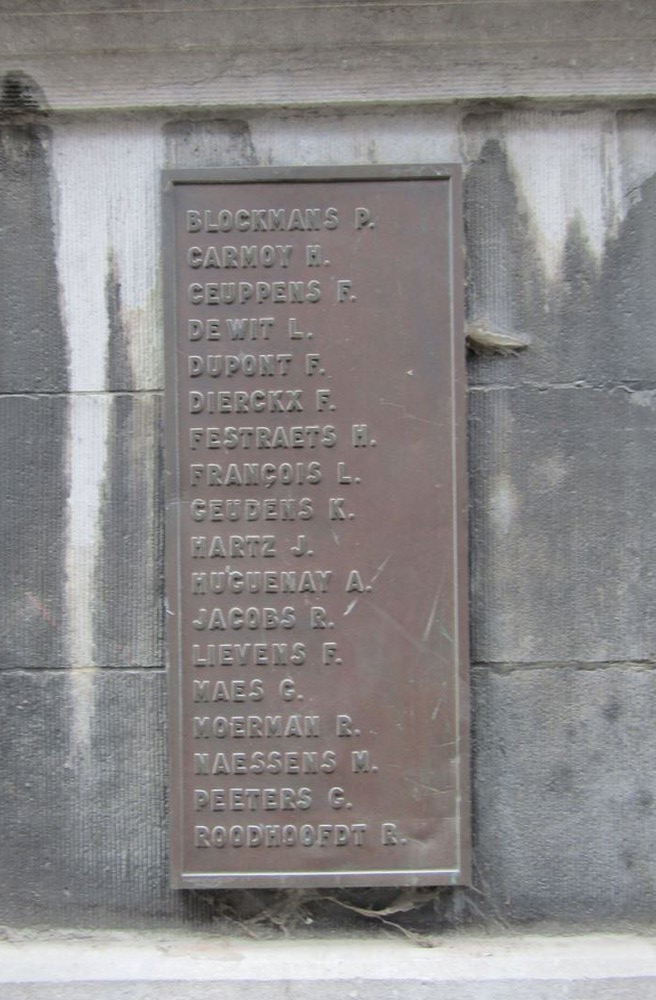 BLOCKMANS P.
CARMOY H.
CEUPPENS F.
DE WIT L.
DUPONT F.
DIERCKX F.
FESTRAETS H.
FRANÇOIS L.
GEUDENS K.
HARTZ J.
HUGUENAY A.
JACOBS R.
LIEVENS F.
MAES G.
MOERMAN R.
NAESSENS M.
PEETERS G.
ROODHOOFDT R.